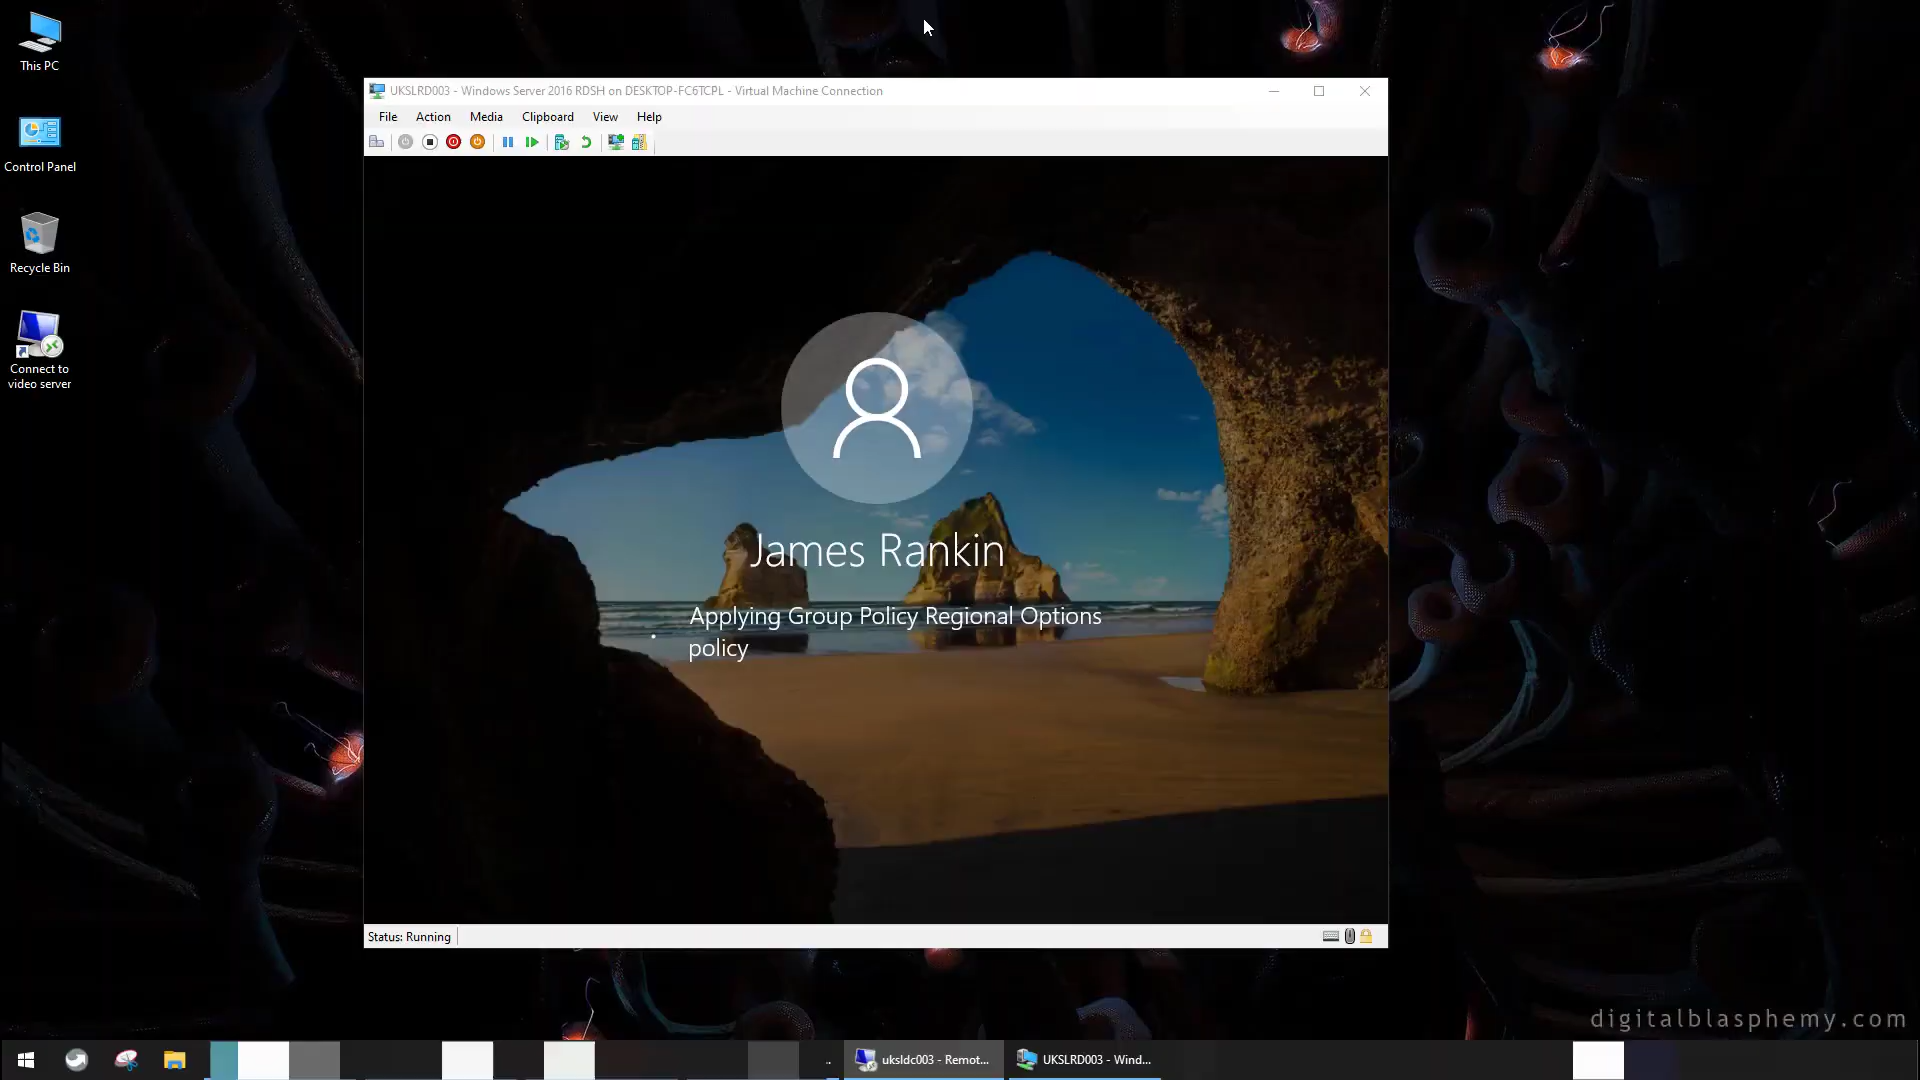 This PC
Control Panel
Recycle Bin
Connect to
video server
UKSLRD003 - Windows Server 2016 RDSH on DESKTOP-FC6TCPL - Virtual Machine Connection
File Action Media Clipboard View Help
James Rankin
Applying Group Policy Regional Options
policy
Status: Running
digitalblasphemy.com
uksldc003 - Remot...
UKSLRD003 - Wind...